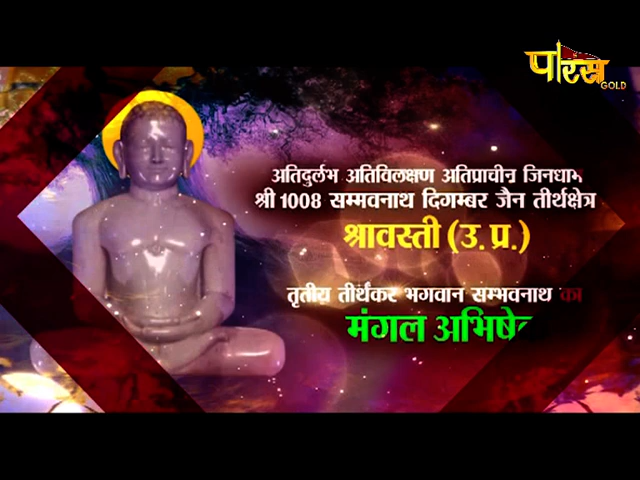 पारस
GOLD
अतिदुर्लभ अतिविलक्षण अतिप्राचीन जिनधाम
श्री 1008 सम्भवनाथ दिगम्बर जैन तीर्थक्षेत्र
श्रावस्ती (उ. प्र.)
तृतीय तीर्थंकर भगवान सम्भवनाथ का
मंगल